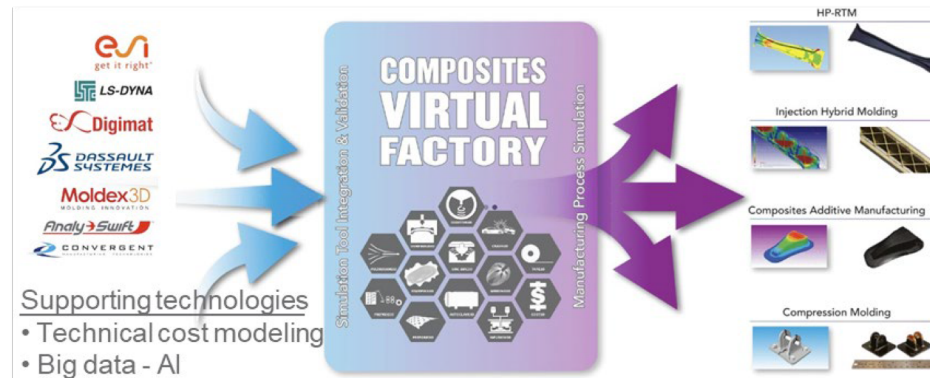 esi
get it right®
LS-DYNA
Digimat
DASSAULT
SYSTEMES
Moldex3D
MOLDING INNOVATION
AnalySwift
CONVERGENT
MANUFACTURING TECHNOLOGIES
Supporting technologies
• Technical cost modeling
• Big data - AI
Simulation Tool Integration & Validation
COMPOSITES
VIRTUAL
FACTORY
Manufacturing Process Simulation
HP-RTM
Injection Hybrid Molding
Composites Additive Manufacturing
Compression Molding